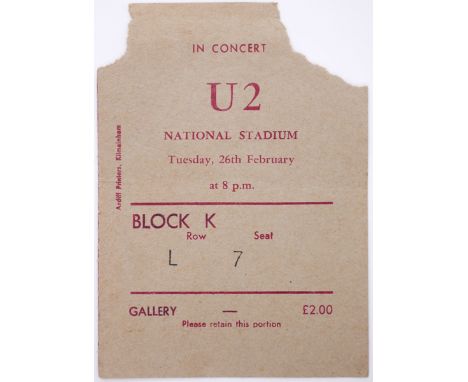 IN CONCERT
U2
NATIONAL STADIUM
Tuesday, 26th February
at 8 p.m.
Ardiff Printers, Kilmainham
BLOCK K
Row Seat
L 7
GALLERY — £2.00
Please retain this portion